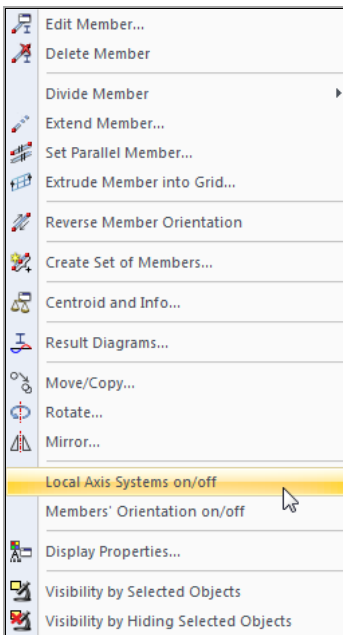 Edit Member...
Delete Member
Divide Member
Extend Member...
Set Parallel Member...
Extrude Member into Grid...
Reverse Member Orientation
Create Set of Members...
Centroid and Info...
Result Diagrams...
Move/Copy...
Rotate...
Mirror...
Local Axis Systems on/off
Members' Orientation on/off
Display Properties...
Visibility by Selected Objects
Visibility by Hiding Selected Objects